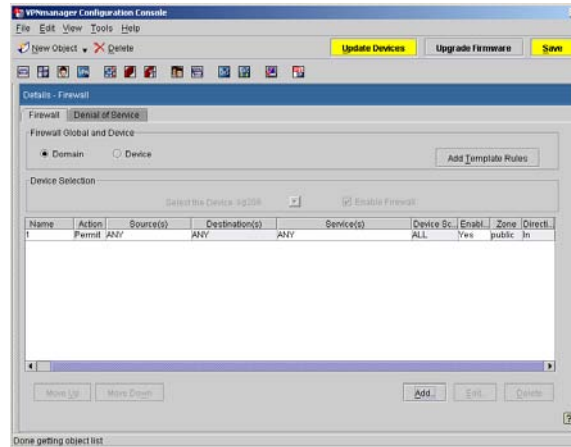 VPNmanager Configuration Console
File Edit View Tools Help
New Object Delete Update Devices Upgrade Firmware Save
Details - Firewall
Firewall Denial of Service
Firewall Global and Device
Domain Device Add Template Rules
Device Selection
Select the Device Enable Firewall
Name Action Source(s) Destination(s) Service(s) Device Sc... Enabl... Zone Directi...
1 Permit ANY ANY ANY ALL Yes public In
Move Up Move Down Add... Edit... Delete
Done getting object list